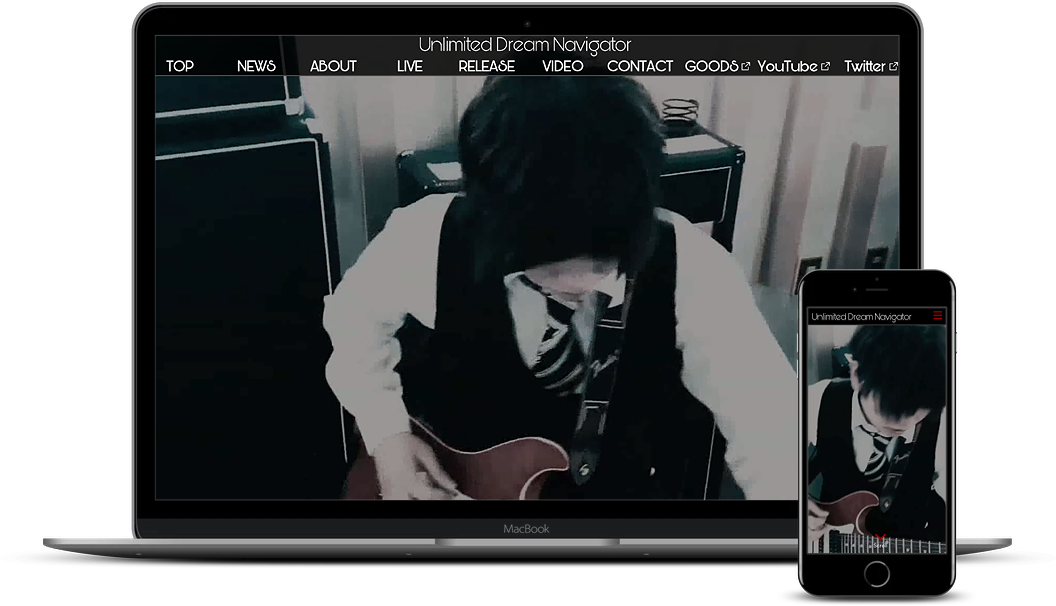 Unlimited Dream Navigator
TOP NEWS ABOUT LIVE RELEASE VIDEO CONTACT GOODS YouTube Twitter
MacBook
Unlimited Dream Navigator